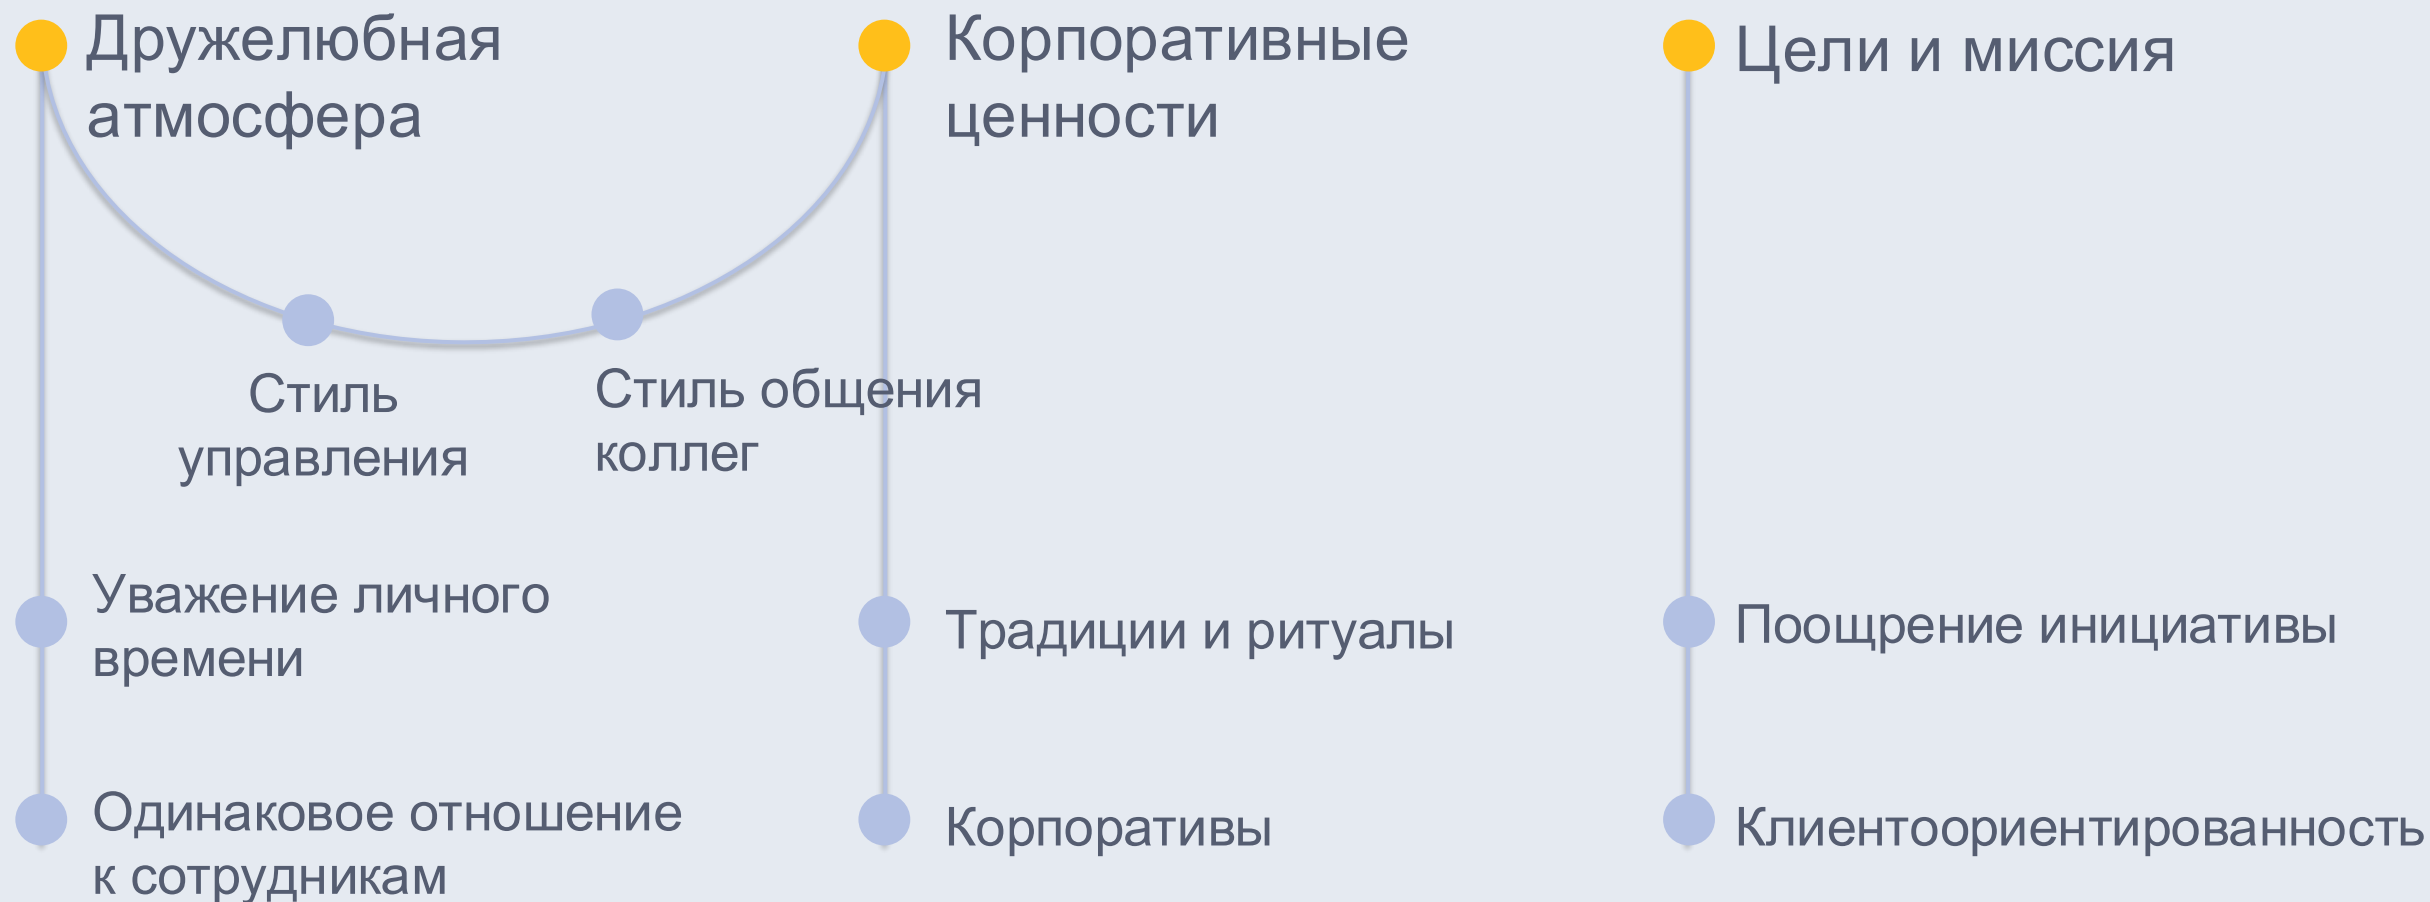 Дружелюбная
атмосфера
Корпоративные
ценности
Цели и миссия
Стиль
управления
Стиль общения
коллег
Уважение личного
времени
Традиции и ритуалы
Поощрение инициативы
Одинаковое отношение
к сотрудникам
Корпоративы
Клиентоориентированность